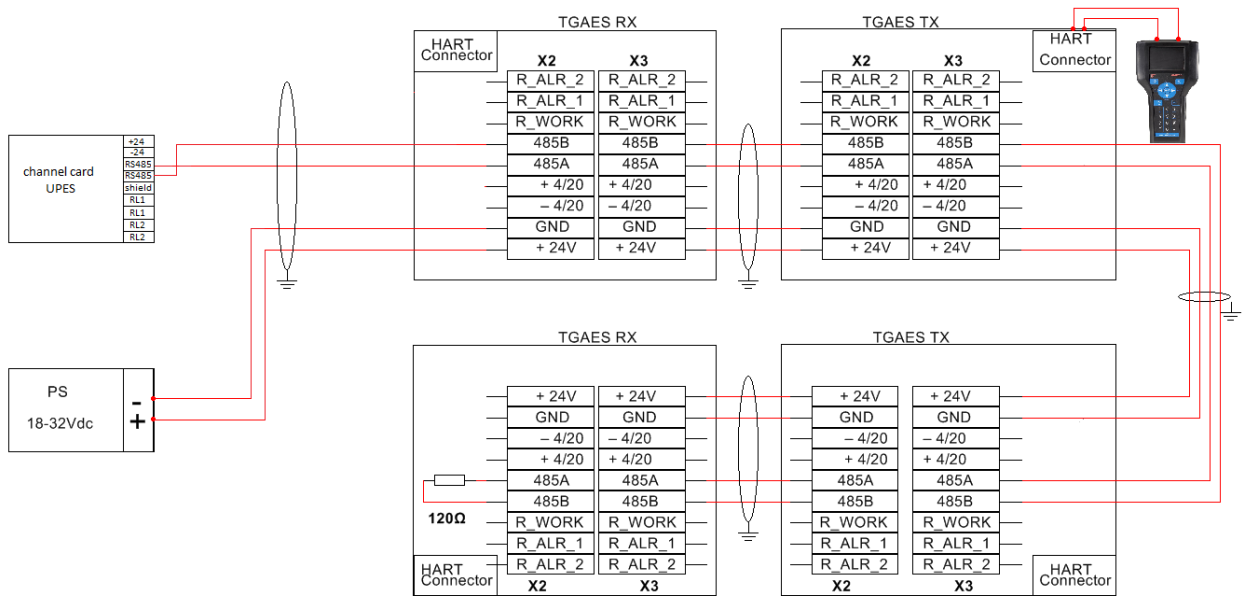 TGAES RX
TGAES TX
HART
Connector
X2
X3
R_ALR_2
R_ALR_2
R_ALR_1
R_ALR_1
R_WORK
R_WORK
485B
485B
485A
485A
+ 4/20
+ 4/20
– 4/20
– 4/20
GND
GND
+ 24V
+ 24V
HART
Connector
X2
X3
R_ALR_2
R_ALR_2
R_ALR_1
R_ALR_1
R_WORK
R_WORK
485B
485B
485A
485A
+ 4/20
+ 4/20
– 4/20
– 4/20
GND
GND
+ 24V
+ 24V
channel card
UPES
+24
-24
RS485
RS485
shield
RL1
RL1
RL2
RL2
PS
18-32Vdc
-
+
TGAES RX
TGAES TX
+ 24V
+ 24V
GND
GND
– 4/20
– 4/20
+ 4/20
+ 4/20
485A
485A
485B
485B
R_WORK
R_WORK
R_ALR_1
R_ALR_1
R_ALR_2
R_ALR_2
X2
X3
120Ω
HART
Connector
+ 24V
+ 24V
GND
GND
– 4/20
– 4/20
+ 4/20
+ 4/20
485A
485A
485B
485B
R_WORK
R_WORK
R_ALR_1
R_ALR_1
R_ALR_2
R_ALR_2
X2
X3
HART
Connector